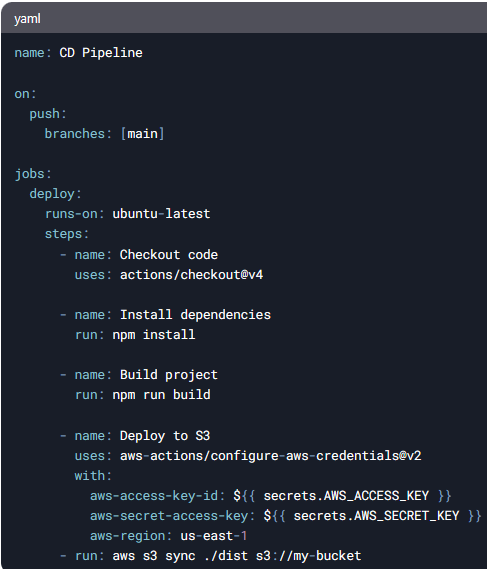 yaml
name: CD Pipeline
on:
push:
branches: [main]
jobs:
deploy:
runs-on: ubuntu-latest
steps:
- name: Checkout code
uses: actions/checkout@v4
- name: Install dependencies
run: npm install
- name: Build project
run: npm run build
- name: Deploy to S3
uses: aws-actions/configure-aws-credentials@v2
with:
aws-access-key-id: ${{ secrets.AWS_ACCESS_KEY }}
aws-secret-access-key: ${{ secrets.AWS_SECRET_KEY }}
aws-region: us-east-1
- run: aws s3 sync ./dist s3://my-bucket